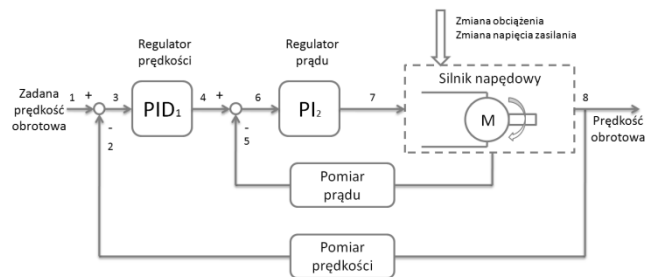 Zmiana obciążenia
Zmiana napięcia zasilania
Regulator
prędkości
Regulator
prądu
Silnik napędowy
Zadana
prędkość
obrotowa
1
+
3
PID₁
4
+
6
PI₂
7
M
8
Prędkość
obrotowa
-
2
-
5
Pomiar
prądu
Pomiar
prędkości